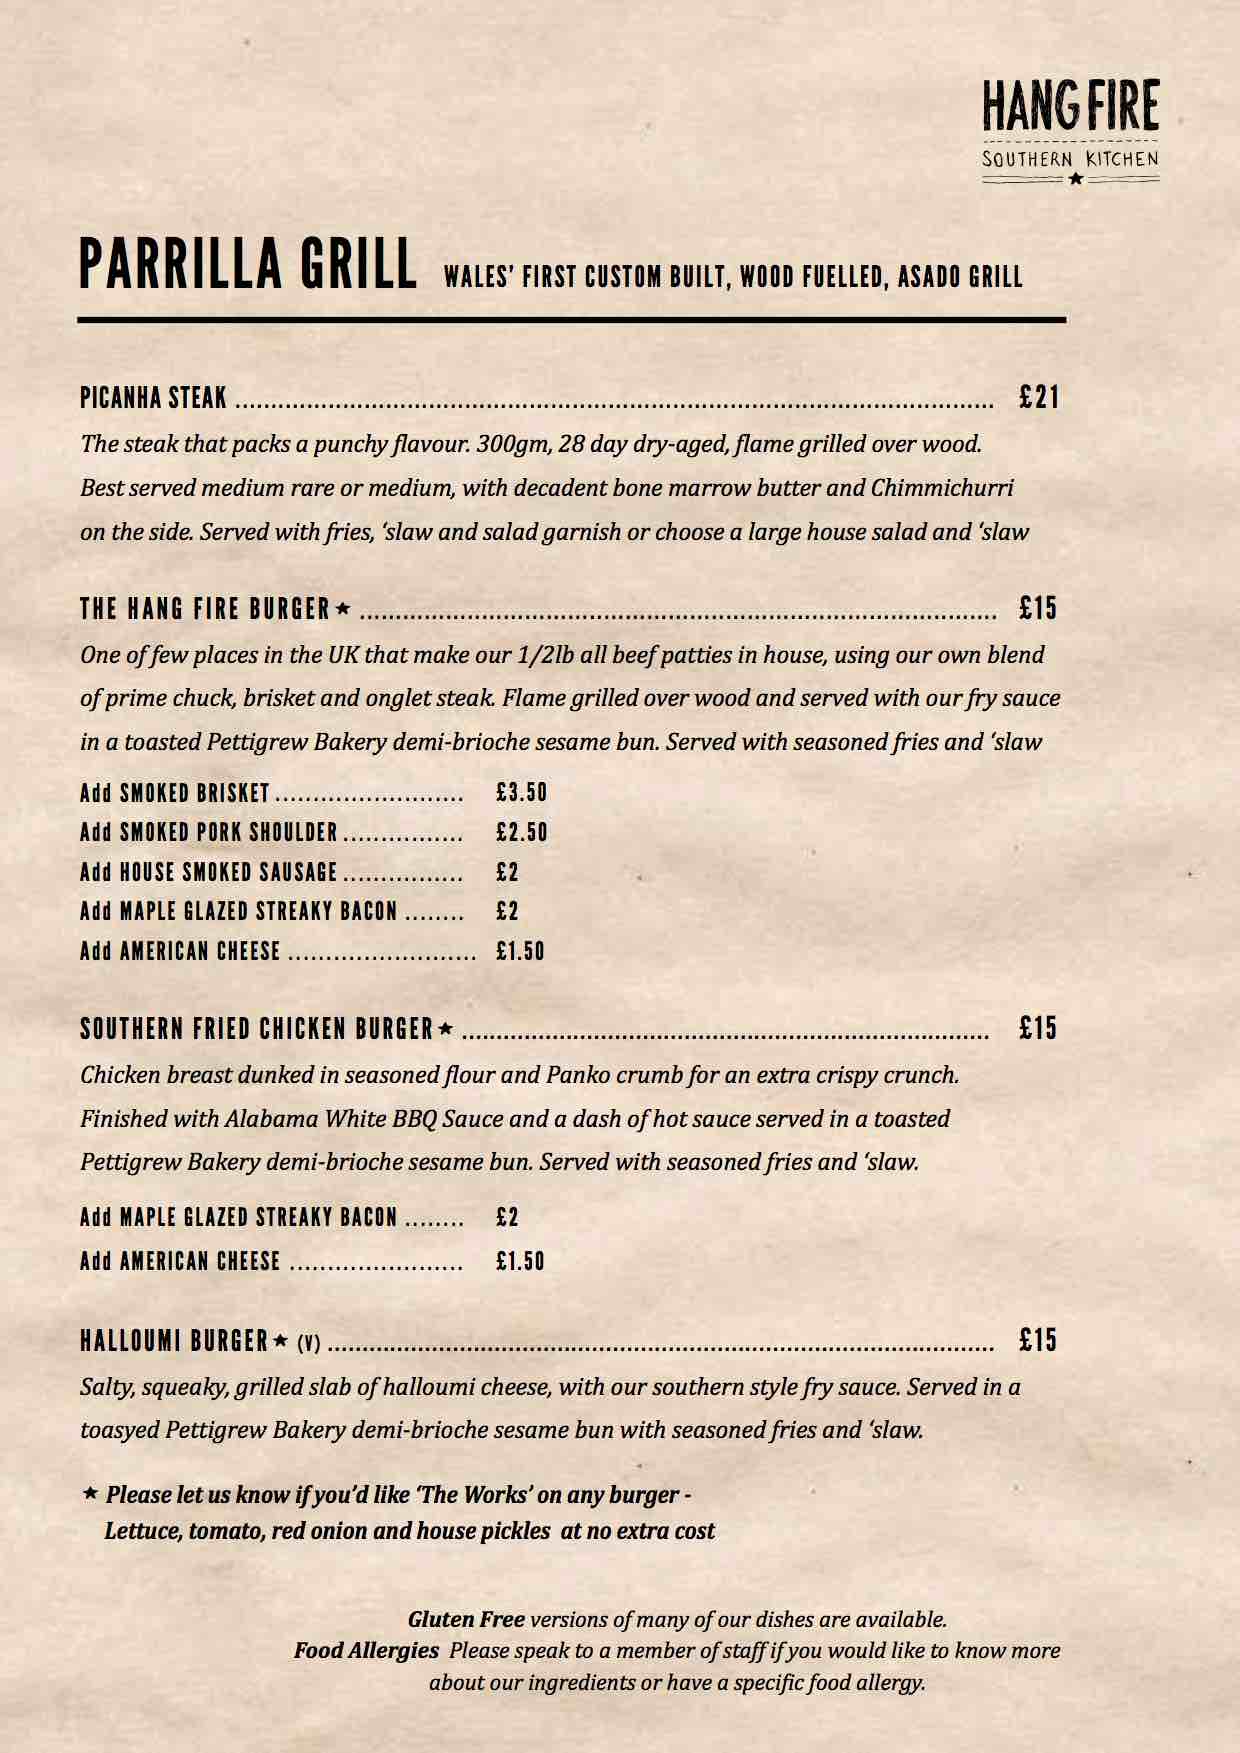 HANG FIRE
SOUTHERN KITCHEN
PARRILLA GRILL WALES' FIRST CUSTOM BUILT, WOOD FUELLED, ASADO GRILL
PICANHA STEAK ........................................ £21
The steak that packs a punchy flavour. 300gm, 28 day dry-aged, flame grilled over wood.
Best served medium rare or medium, with decadent bone marrow butter and Chimmichurri
on the side. Served with fries, ‘slaw and salad garnish or choose a large house salad and ‘slaw
THE HANG FIRE BURGER★ ........................................ £15
One of few places in the UK that make our 1/2lb all beef patties in house, using our own blend
of prime chuck, brisket and onglet steak. Flame grilled over wood and served with our fry sauce
in a toasted Pettigrew Bakery demi-brioche sesame bun. Served with seasoned fries and ‘slaw
Add SMOKED BRISKET ......................... £3.50
Add SMOKED PORK SHOULDER ................ £2.50
Add HOUSE SMOKED SAUSAGE ................ £2
Add MAPLE GLAZED STREAKY BACON ........ £2
Add AMERICAN CHEESE ......................... £1.50
SOUTHERN FRIED CHICKEN BURGER★ ........................................ £15
Chicken breast dunked in seasoned flour and Panko crumb for an extra crispy crunch.
Finished with Alabama White BBQ Sauce and a dash of hot sauce served in a toasted
Pettigrew Bakery demi-brioche sesame bun. Served with seasoned fries and ‘slaw.
Add MAPLE GLAZED STREAKY BACON ........ £2
Add AMERICAN CHEESE ....................... £1.50
HALLOUMI BURGER★ (V) ........................................ £15
Salty, squeaky, grilled slab of halloumi cheese, with our southern style fry sauce. Served in a
toasyed Pettigrew Bakery demi-brioche sesame bun with seasoned fries and ‘slaw.
★ Please let us know if you’d like ‘The Works’ on any burger -
Lettuce, tomato, red onion and house pickles at no extra cost
Gluten Free versions of many of our dishes are available.
Food Allergies Please speak to a member of staff if you would like to know more
about our ingredients or have a specific food allergy.